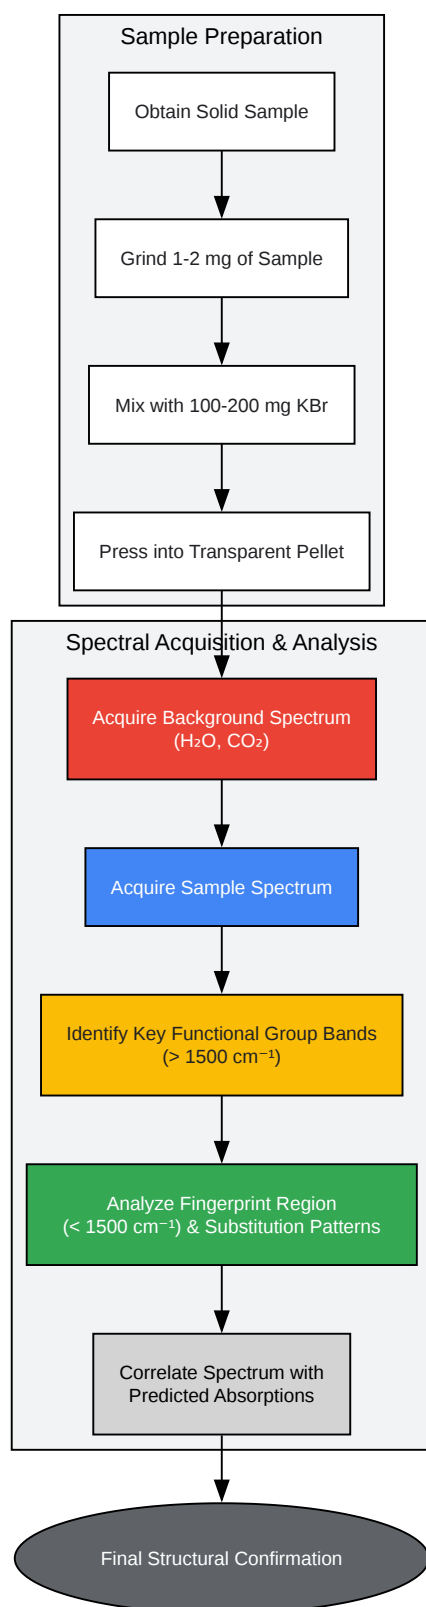 Sample Preparation
Obtain Solid Sample
Grind 1-2 mg of Sample
Mix with 100-200 mg KBr
Press into Transparent Pellet
Spectral Acquisition & Analysis
Acquire Background Spectrum
(H₂O, CO₂)
Acquire Sample Spectrum
Identify Key Functional Group Bands
(> 1500 cm⁻¹)
Analyze Fingerprint Region
(< 1500 cm⁻¹) & Substitution Patterns
Correlate Spectrum with
Predicted Absorptions
Final Structural Confirmation